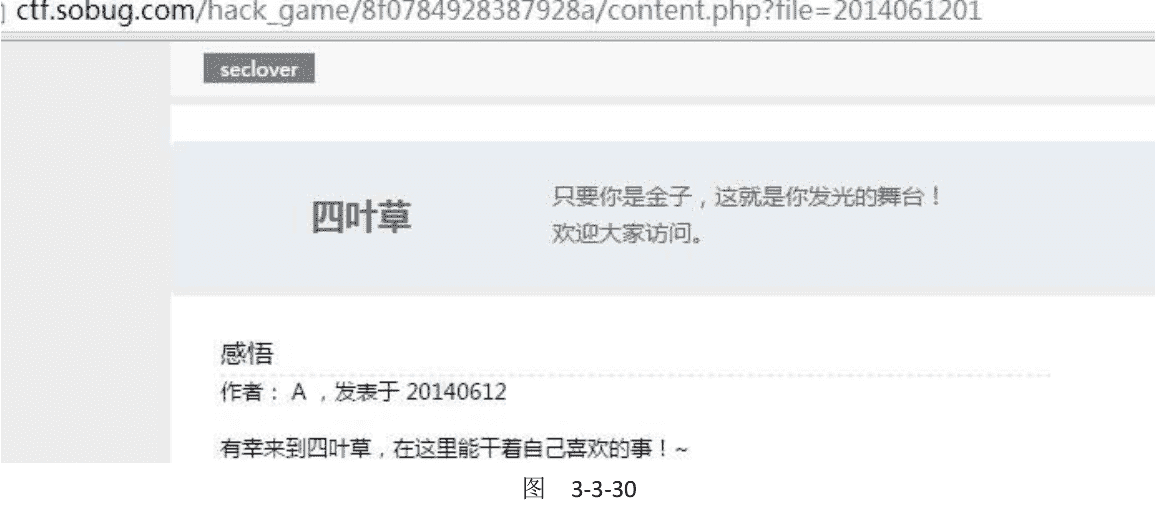 ctf.sobug.com/hack_game/8f0784928387928a/content.php?file=2014061201
seclover
四叶草
只要你是金子，这就是你发光的舞台！
欢迎大家访问。
感悟
作者： A ，发表于 20140612
有幸来到四叶草，在这里能干着自己喜欢的事！~
图 3-3-30